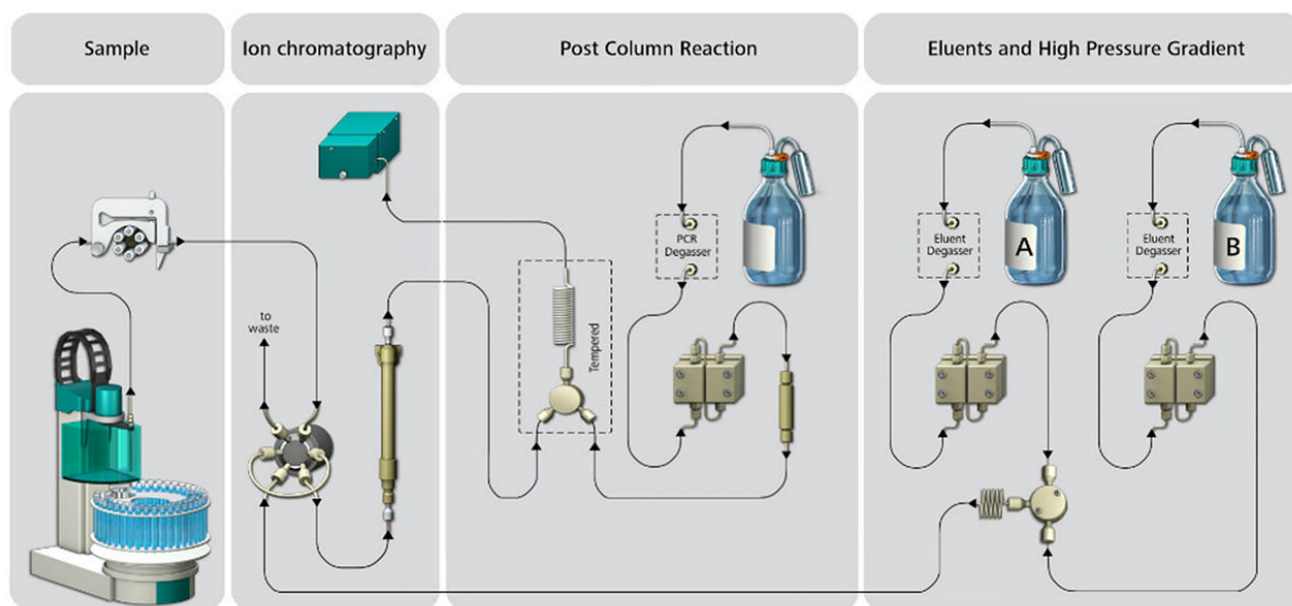 Sample
Ion chromatography
Post Column Reaction
Eluents and High Pressure Gradient
to
waste
Tempered
PCR
Degasser
Eluent
Degasser
A
Eluent
Degasser
B